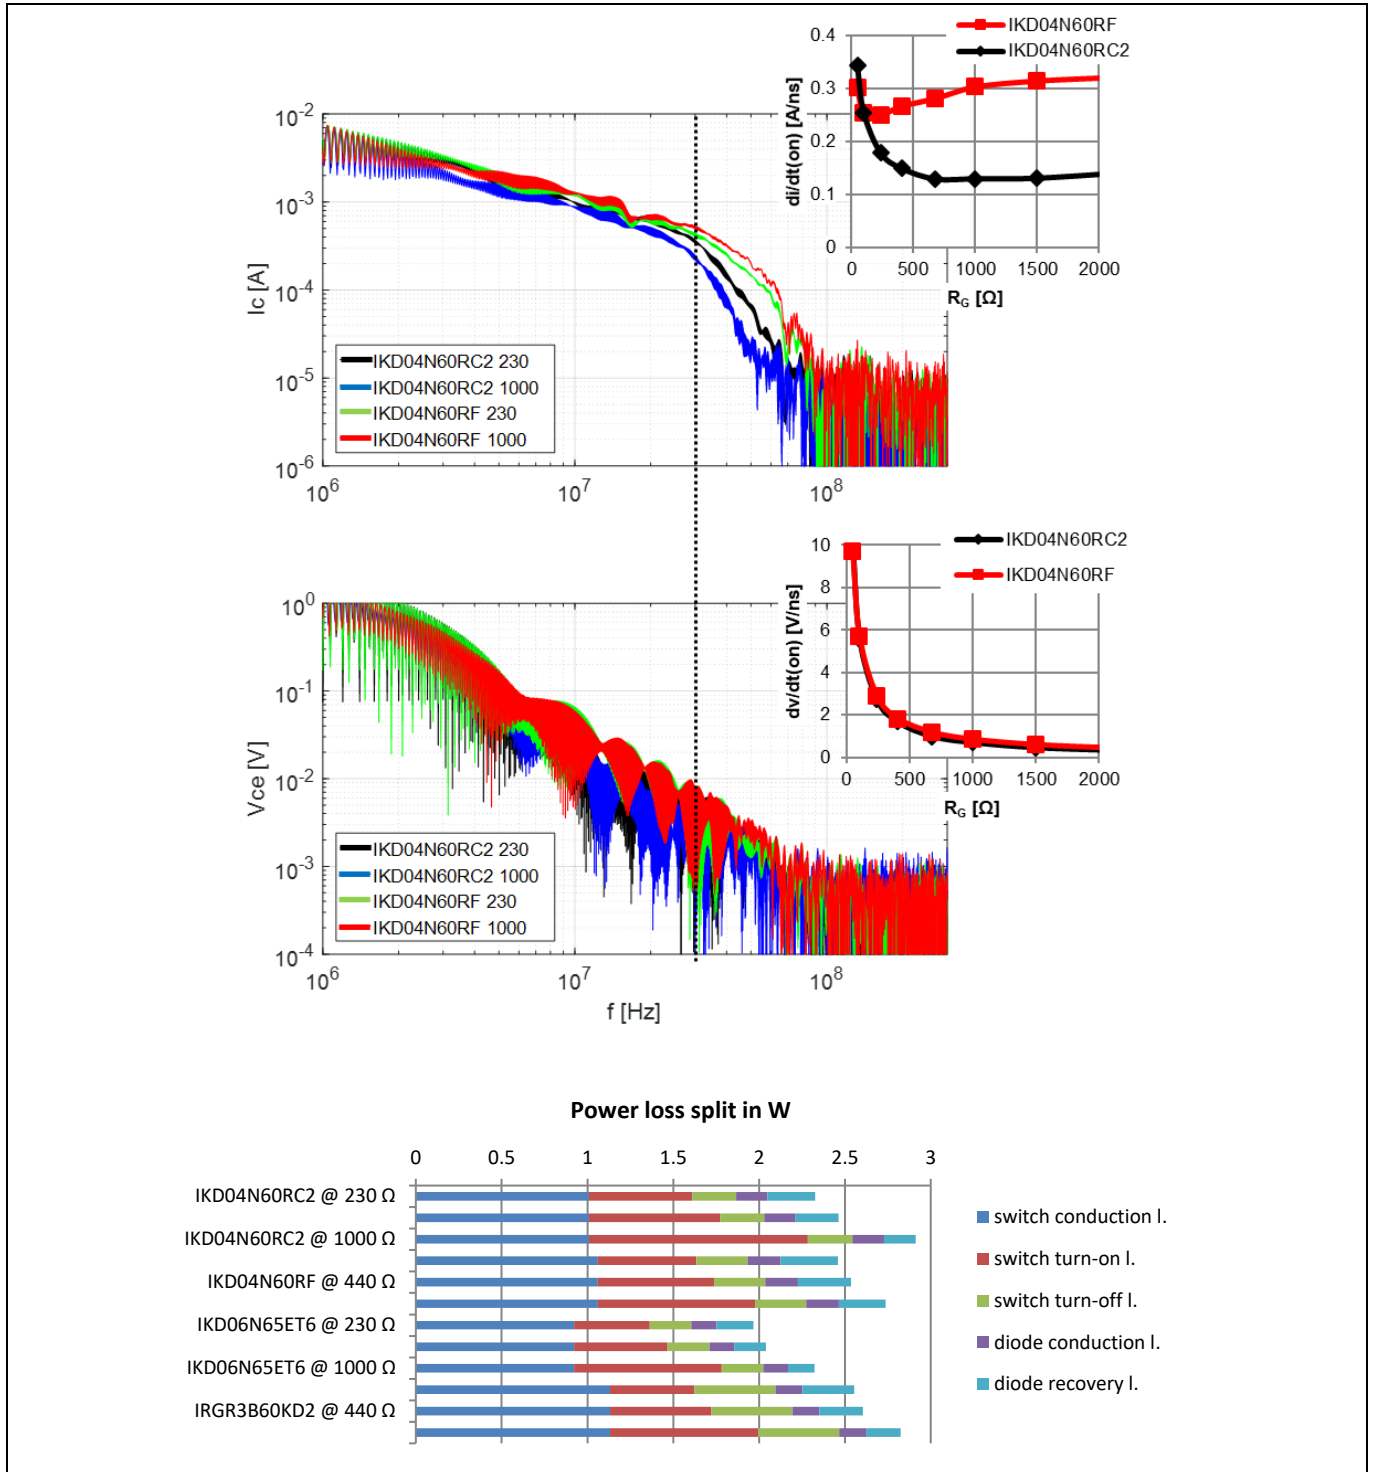 IKD04N60RF
IKD04N60RC2
0.4
0.3
0.2
0.1
0
di/dt(on) [A/ns]
0 500 1000 1500 2000
R_G [Ω]
10^-2
10^-3
10^-4
10^-5
10^-6
Ic [A]
IKD04N60RC2 230
IKD04N60RC2 1000
IKD04N60RF 230
IKD04N60RF 1000
10^6 10^7 10^8
IKD04N60RC2
IKD04N60RF
10
8
6
4
2
0
dv/dt(on) [V/ns]
0 500 1000 1500 2000
R_G [Ω]
10^0
10^-1
10^-2
10^-3
10^-4
Vce [V]
IKD04N60RC2 230
IKD04N60RC2 1000
IKD04N60RF 230
IKD04N60RF 1000
10^6 10^7 10^8
f [Hz]
Power loss split in W
0 0.5 1 1.5 2 2.5 3
IKD04N60RC2 @ 230 Ω
IKD04N60RC2 @ 1000 Ω
IKD04N60RF @ 440 Ω
IKD06N65ET6 @ 230 Ω
IKD06N65ET6 @ 1000 Ω
IRGR3B60KD2 @ 440 Ω
switch conduction l.
switch turn-on l.
switch turn-off l.
diode conduction l.
diode recovery l.